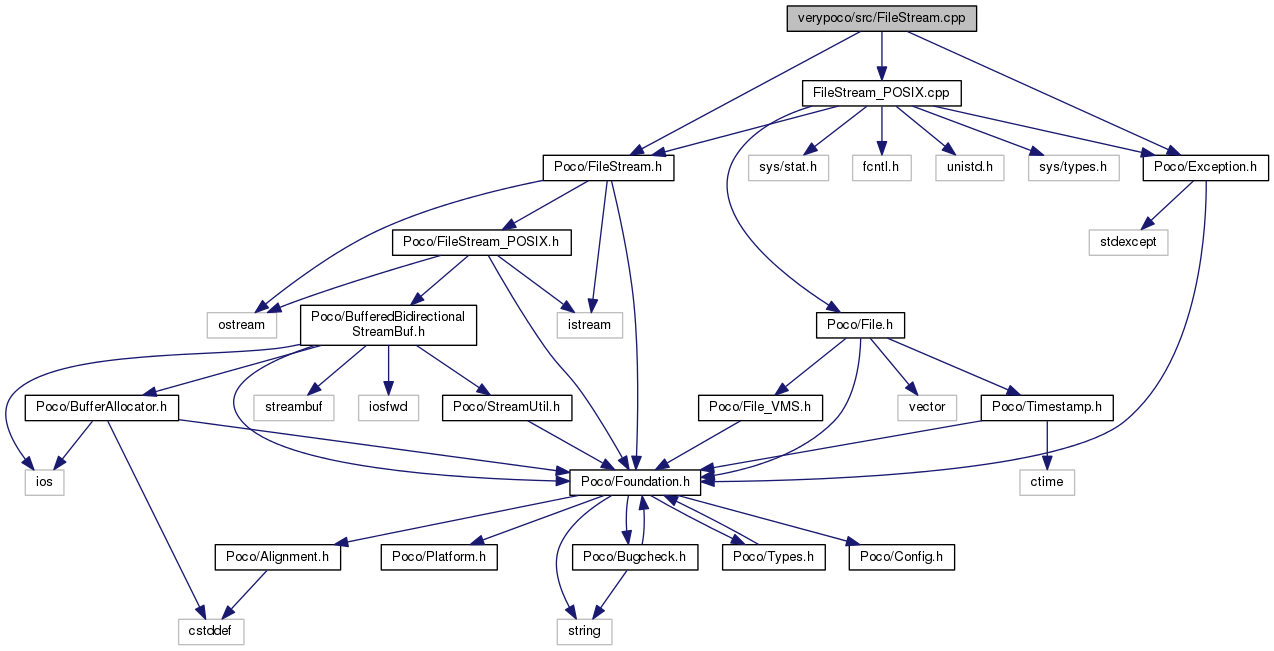 verypoco/src/FileStream.cpp
FileStream_POSIX.cpp
Poco/FileStream.h
sys/stat.h
fcntl.h
unistd.h
sys/types.h
Poco/Exception.h
Poco/FileStream_POSIX.h
stdexcept
ostream
Poco/BufferedBidirectional
StreamBuf.h
istream
Poco/File.h
Poco/BufferAllocator.h
streambuf
iosfwd
Poco/StreamUtil.h
Poco/File_VMS.h
vector
Poco/Timestamp.h
ios
Poco/Foundation.h
ctime
Poco/Alignment.h
Poco/Platform.h
Poco/Bugcheck.h
Poco/Types.h
Poco/Config.h
cstddef
string